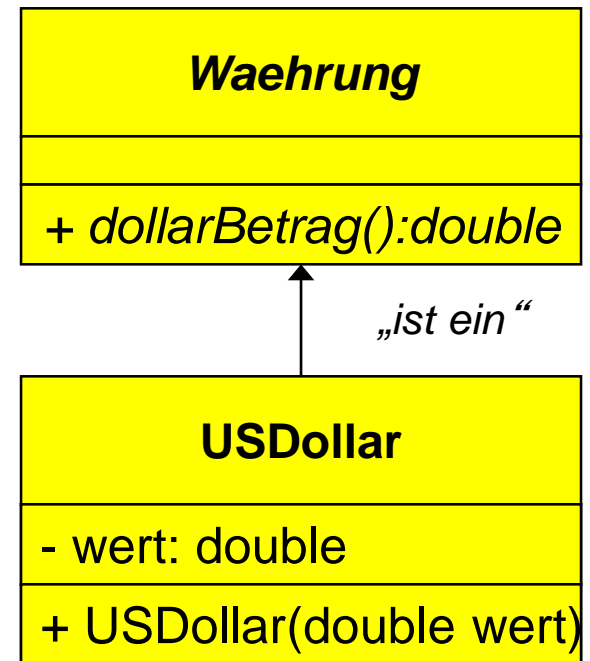 Waehrung
+ dollarBetrag():double
„ist ein“
USDollar
- wert: double
+ USDollar(double wert)